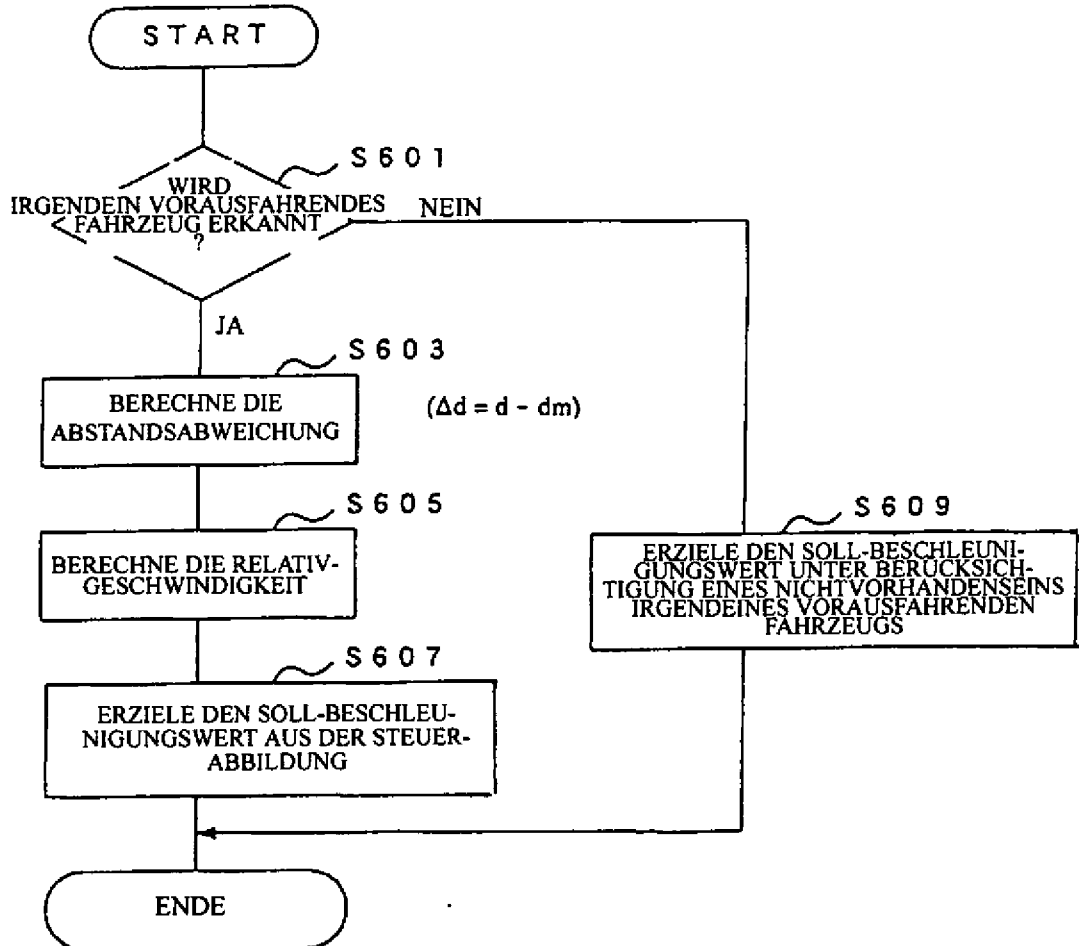 START
S601
WIRD
IRGENDEIN VORAUSFAHRENDES
FAHRZEUG ERKANNT
?
NEIN
JA
S603
BERECHNE DIE
ABSTANDSABWEICHUNG
(Δd = d - dm)
S605
BERECHNE DIE RELATIV-
GESCHWINDIGKEIT
S609
ERZIELE DEN SOLL-BESCHLEUNI-
GUNGSWERT UNTER BERÜCKSICH-
TIGUNG EINES NICHTVORHANDENSEINS
IRGENDEINES VORAUSFAHRENDEN
FAHRZEUGS
S607
ERZIELE DEN SOLL-BESCHLEU-
NIGUNGSWERT AUS DER STEUER-
ABBILDUNG
ENDE